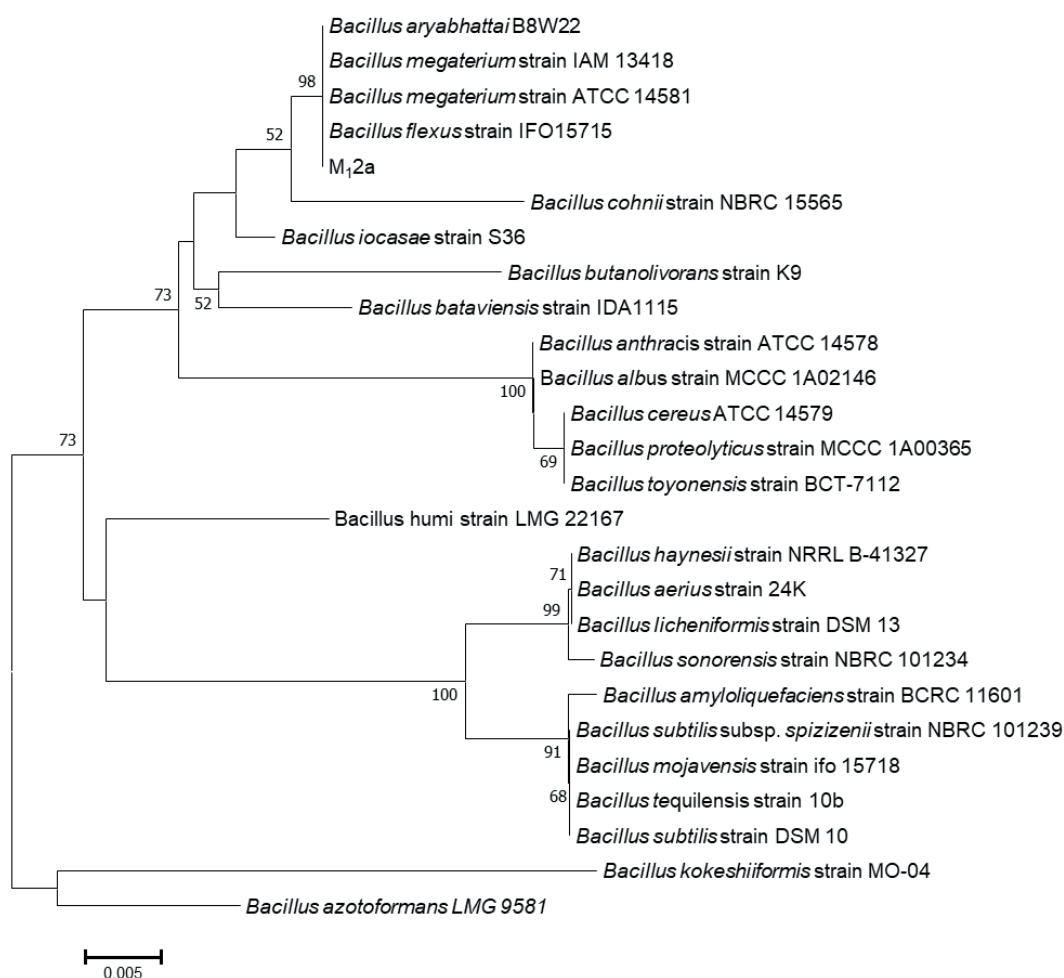 Bacillus aryabhattai B8W22
Bacillus megaterium strain IAM 13418
98
Bacillus megaterium strain ATCC 14581
Bacillus flexus strain IFO15715
52
M₁2a
Bacillus cohnii strain NBRC 15565
Bacillus iocasae strain S36
Bacillus butanolivorans strain K9
73
52
Bacillus bataviensis strain IDA1115
Bacillus anthracis strain ATCC 14578
Bacillus albus strain MCCC 1A02146
100
Bacillus cereus ATCC 14579
73
Bacillus proteolyticus strain MCCC 1A00365
69
Bacillus toyonensis strain BCT-7112
Bacillus humi strain LMG 22167
Bacillus haynesii strain NRRL B-41327
71
Bacillus aerius strain 24K
99
Bacillus licheniformis strain DSM 13
Bacillus sonorensis strain NBRC 101234
100
Bacillus amyloliquefaciens strain BCRC 11601
Bacillus subtilis subsp. spizizenii strain NBRC 101239
91
Bacillus mojavensis strain ifo 15718
68
Bacillus tequilensis strain 10b
Bacillus subtilis strain DSM 10
Bacillus kokeshiiformis strain MO-04
Bacillus azotoformans LMG 9581
0.005